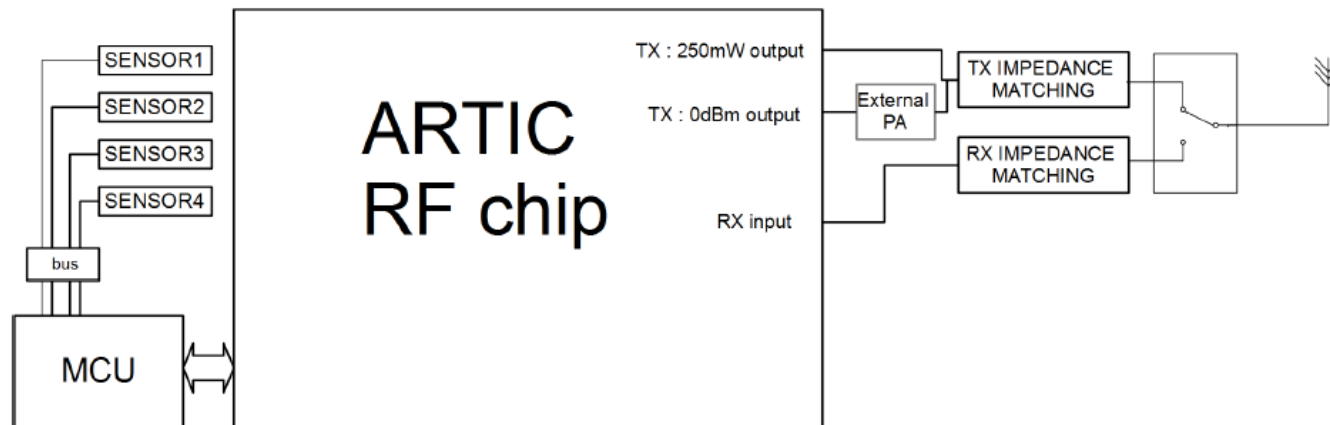 SENSOR1
SENSOR2
SENSOR3
SENSOR4
bus
MCU
ARTIC
RF chip
TX : 250mW output
TX : 0dBm output
RX input
External
PA
TX IMPEDANCE
MATCHING
RX IMPEDANCE
MATCHING